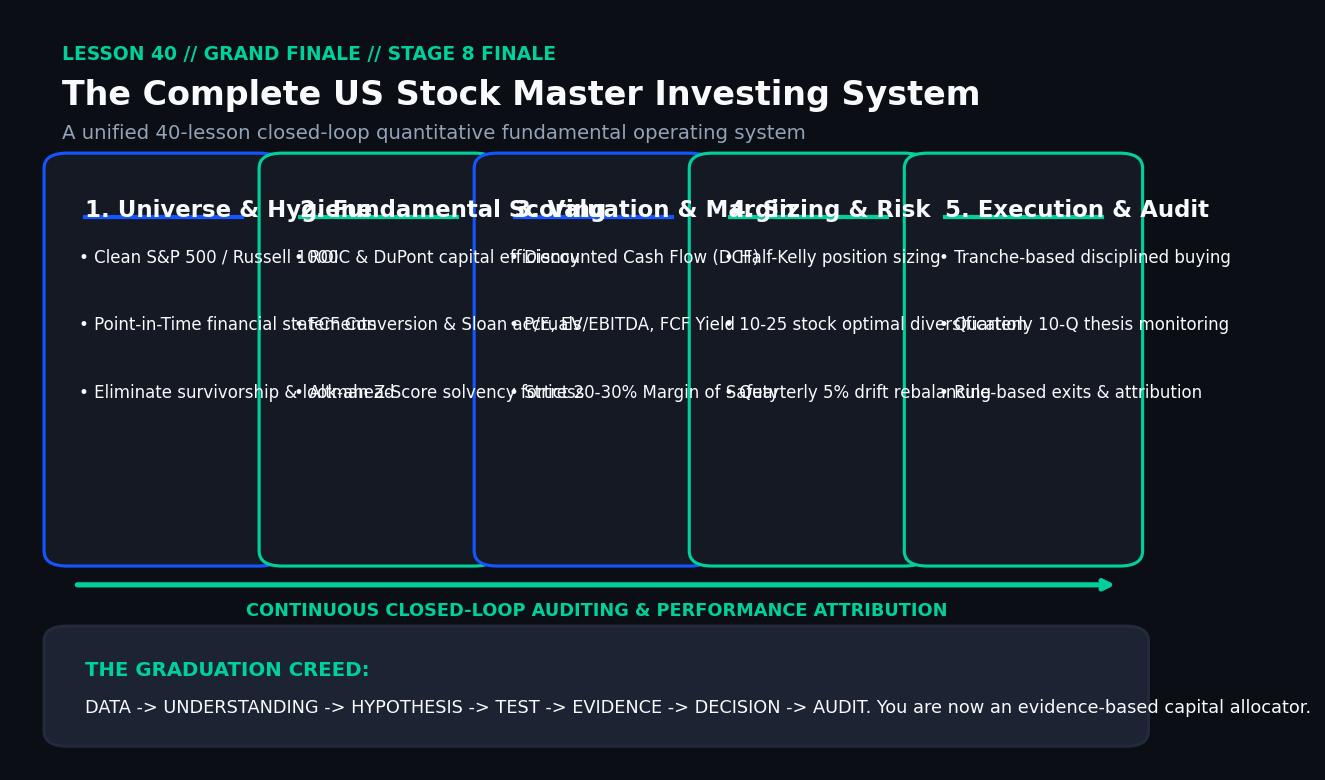 LESSON 40 // GRAND FINALE // STAGE 8 FINALE
The Complete US Stock Master Investing System
A unified 40-lesson closed-loop quantitative fundamental operating system
1. Universe & Hygiene
• Clean S&P 500 / Russell 1000
• Point-in-Time financial statements
• Eliminate survivorship & lookahead
2. Fundamental Scoring
• ROIC & DuPont capital efficiency
• FCF Conversion & Sloan accruals
• Altman Z-Score solvency fortress
3. Valuation & Margin
• Discounted Cash Flow (DCF)
• P/E, EV/EBITDA, FCF Yield
• Strict 20-30% Margin of Safety
4. Sizing & Risk
• Half-Kelly position sizing
• 10-25 stock optimal diversification
• Quarterly 5% drift rebalancing
5. Execution & Audit
• Tranche-based disciplined buying
• Quarterly 10-Q thesis monitoring
• Rule-based exits & attribution
CONTINUOUS CLOSED-LOOP AUDITING & PERFORMANCE ATTRIBUTION
THE GRADUATION CREED:
DATA -> UNDERSTANDING -> HYPOTHESIS -> TEST -> EVIDENCE -> DECISION -> AUDIT. You are now an evidence-based capital allocator.